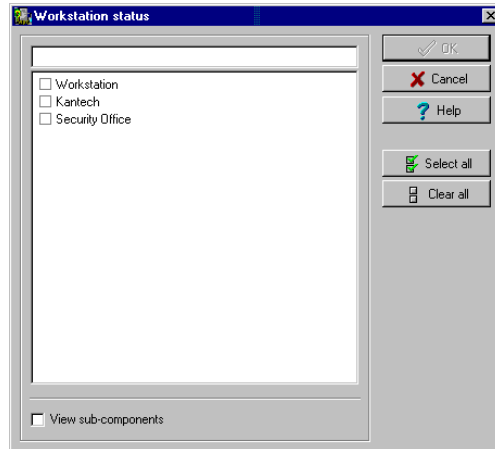 Workstation status
Workstation
Kantech
Security Office
View sub-components
OK
Cancel
Help
Select all
Clear all